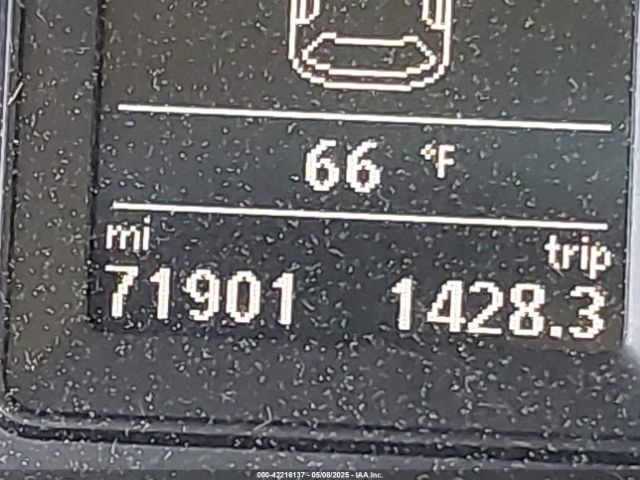 66 °F
mi trip
71901 1428.3
000-42216137 - 05/08/2025 - IAA Inc.